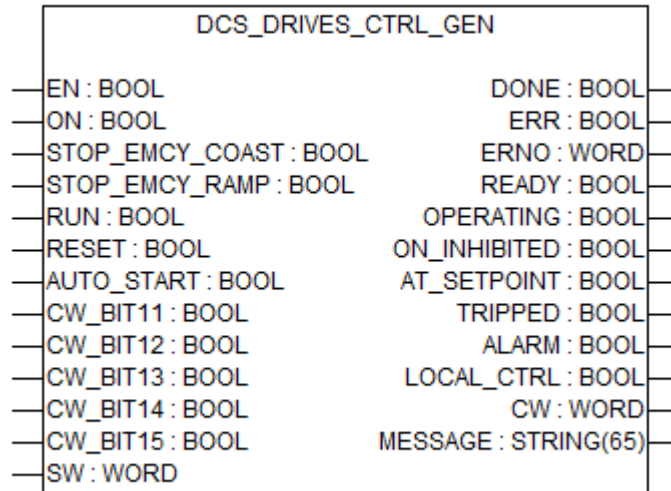 DCS_DRIVES_CTRL_GEN
EN : BOOL DONE : BOOL
ON : BOOL ERR : BOOL
STOP_EMCY_COAST : BOOL ERNO : WORD
STOP_EMCY_RAMP : BOOL READY : BOOL
RUN : BOOL OPERATING : BOOL
RESET : BOOL ON_INHIBITED : BOOL
AUTO_START : BOOL AT_SETPOINT : BOOL
CW_BIT11 : BOOL TRIPPED : BOOL
CW_BIT12 : BOOL ALARM : BOOL
CW_BIT13 : BOOL LOCAL_CTRL : BOOL
CW_BIT14 : BOOL CW : WORD
CW_BIT15 : BOOL MESSAGE : STRING(65)
SW : WORD